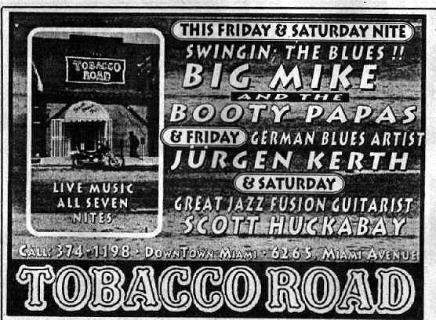 THIS FRIDAY & SATURDAY NITE
SWINGIN' THE BLUES !!
BIG MIKE
AND THE
BOOTY PAPAS
& FRIDAY GERMAN BLUES ARTIST
JÜRGEN KERTH
& SATURDAY
GREAT JAZZ FUSION GUITARIST
SCOTT HUCKABAY
TOBACCO
ROAD
LIVE MUSIC
ALL SEVEN
NITES
CALL: 374-1198 · DOWNTOWN MIAMI · 626 S. MIAMI AVENUE
TOBACCO ROAD